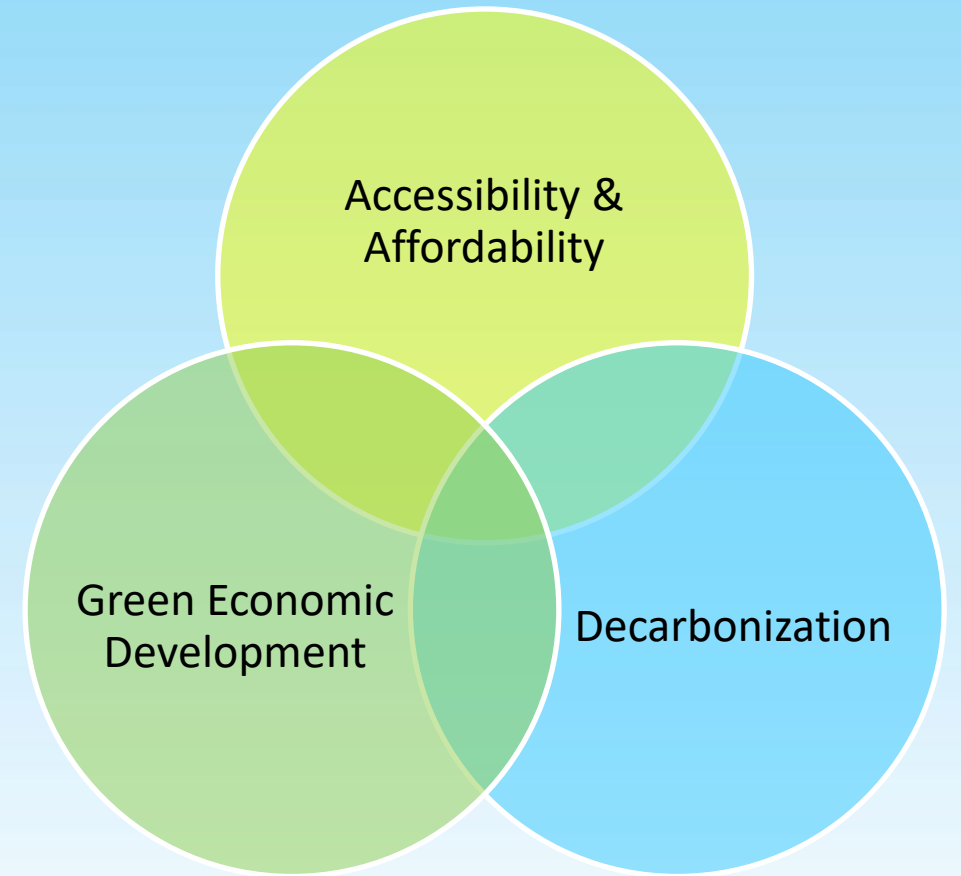 Accessibility &
Affordability
Green Economic
Development
Decarbonization